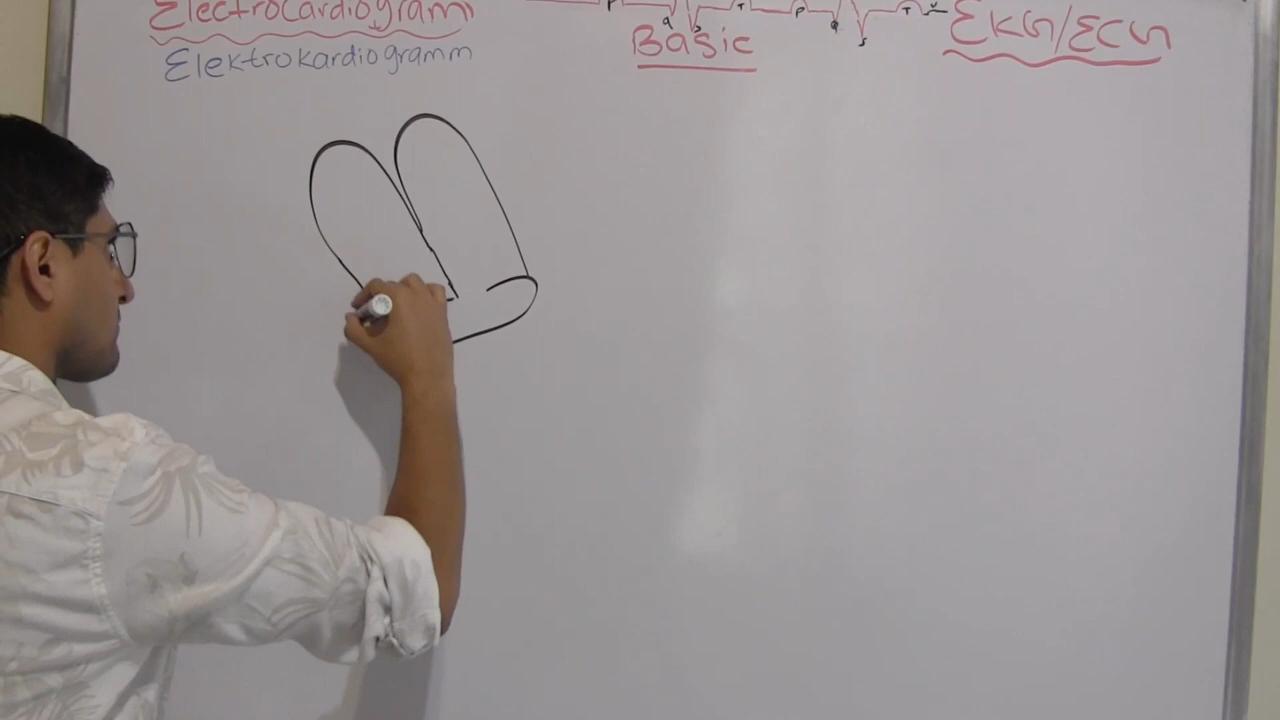 Electrocardiogram
Elektrokardiogramm
P Q S T P Q S T U
Basic
EKG/ECG